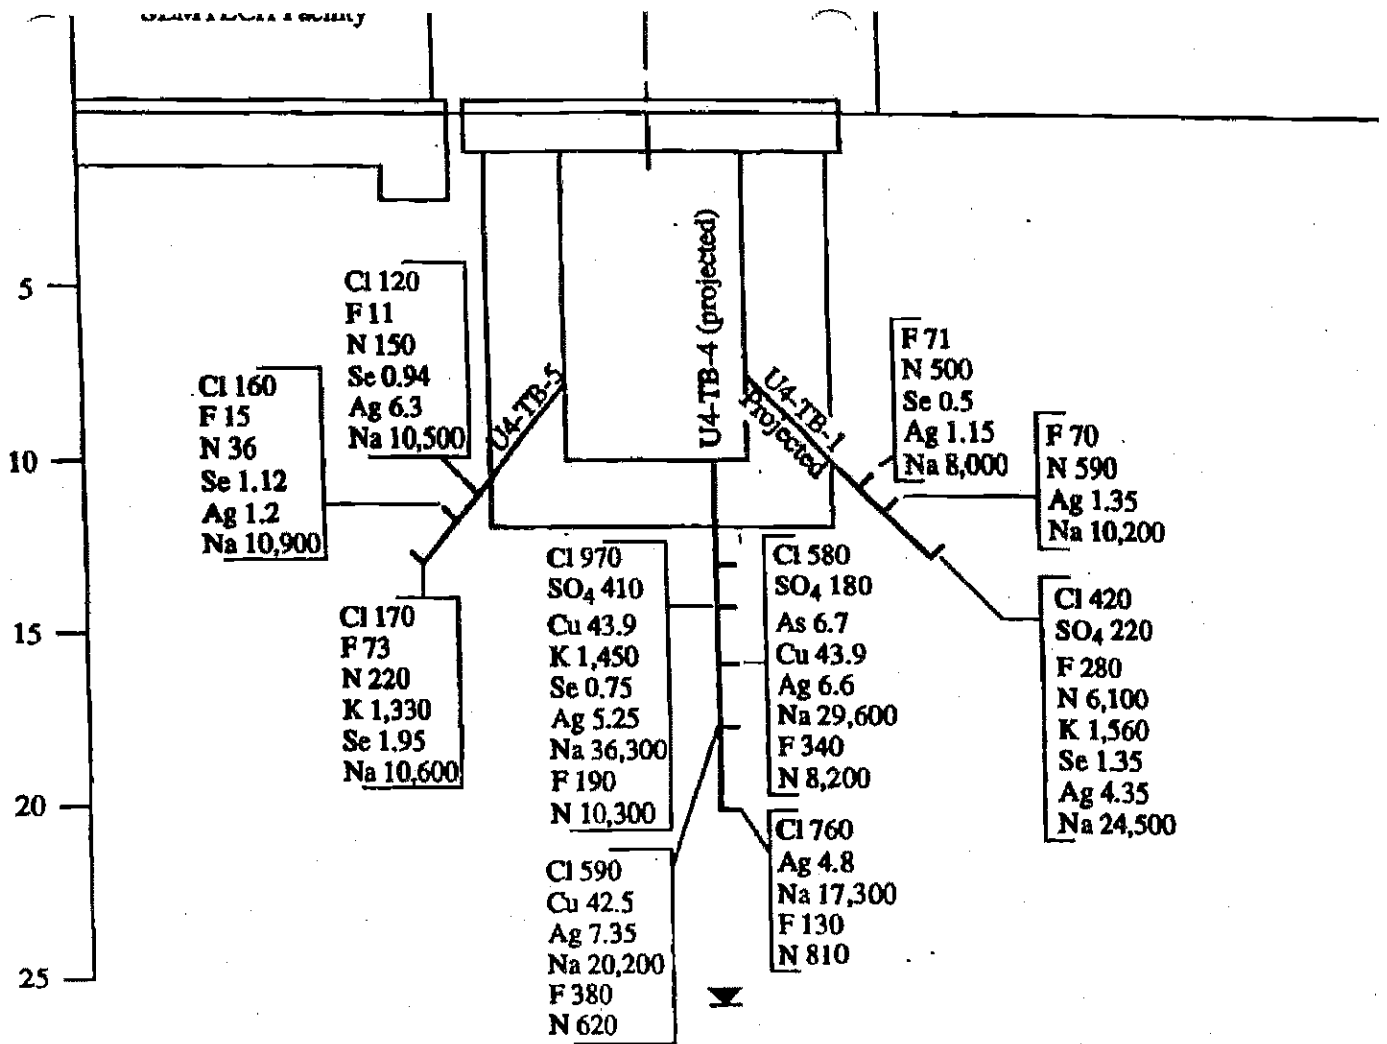 SEMTECH Facility
5
10
15
20
25
Cl 120
F 11
N 150
Se 0.94
Ag 6.3
Na 10,500
Cl 160
F 15
N 36
Se 1.12
Ag 1.2
Na 10,900
Cl 170
F 73
N 220
K 1,330
Se 1.95
Na 10,600
U4-TB-5
U4-TB-4 (projected)
U4-TB-1
Projected
Cl 970
SO₄ 410
Cu 43.9
K 1,450
Se 0.75
Ag 5.25
Na 36,300
F 190
N 10,300
Cl 590
Cu 42.5
Ag 7.35
Na 20,200
F 380
N 620
Cl 580
SO₄ 180
As 6.7
Cu 43.9
Ag 6.6
Na 29,600
F 340
N 8,200
Cl 760
Ag 4.8
Na 17,300
F 130
N 810
F 71
N 500
Se 0.5
Ag 1.15
Na 8,000
F 70
N 590
Ag 1.35
Na 10,200
Cl 420
SO₄ 220
F 280
N 6,100
K 1,560
Se 1.35
Ag 4.35
Na 24,500